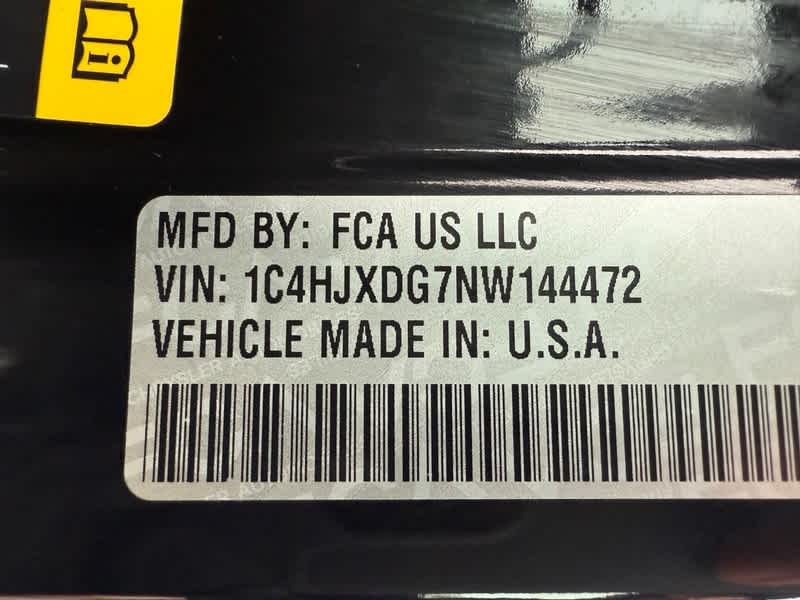 MFD BY: FCA US LLC
VIN: 1C4HJXDG7NW144472
VEHICLE MADE IN: U.S.A.